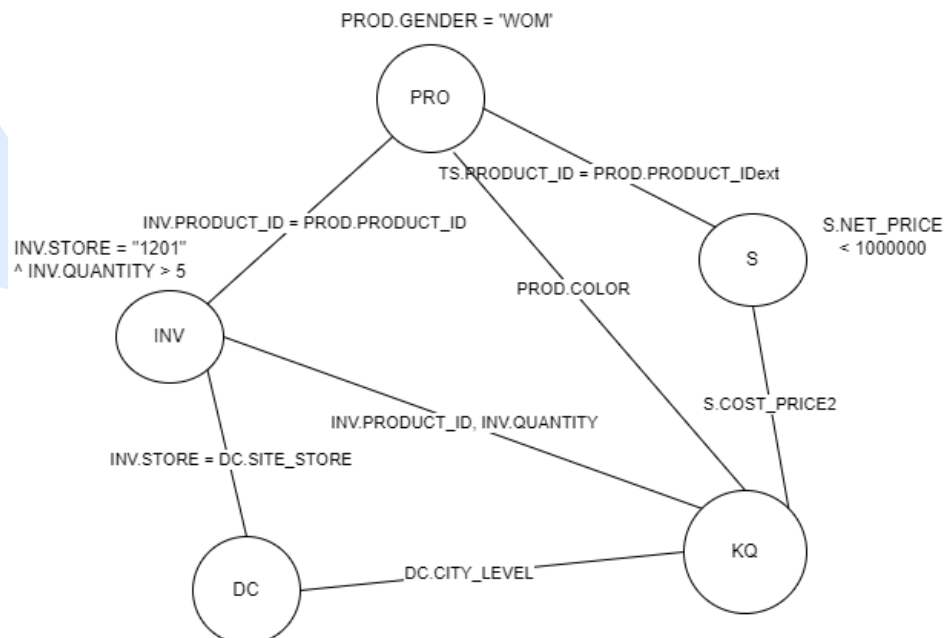 PROD.GENDER = 'WOM'
PRO
TS.PRODUCT_ID = PROD.PRODUCT_IDext
INV.PRODUCT_ID = PROD.PRODUCT_ID
S.NET_PRICE
< 1000000
INV.STORE = "1201"
^ INV.QUANTITY > 5
S
PROD.COLOR
INV
S.COST_PRICE2
INV.PRODUCT_ID, INV.QUANTITY
INV.STORE = DC.SITE_STORE
KQ
DC.CITY_LEVEL
DC